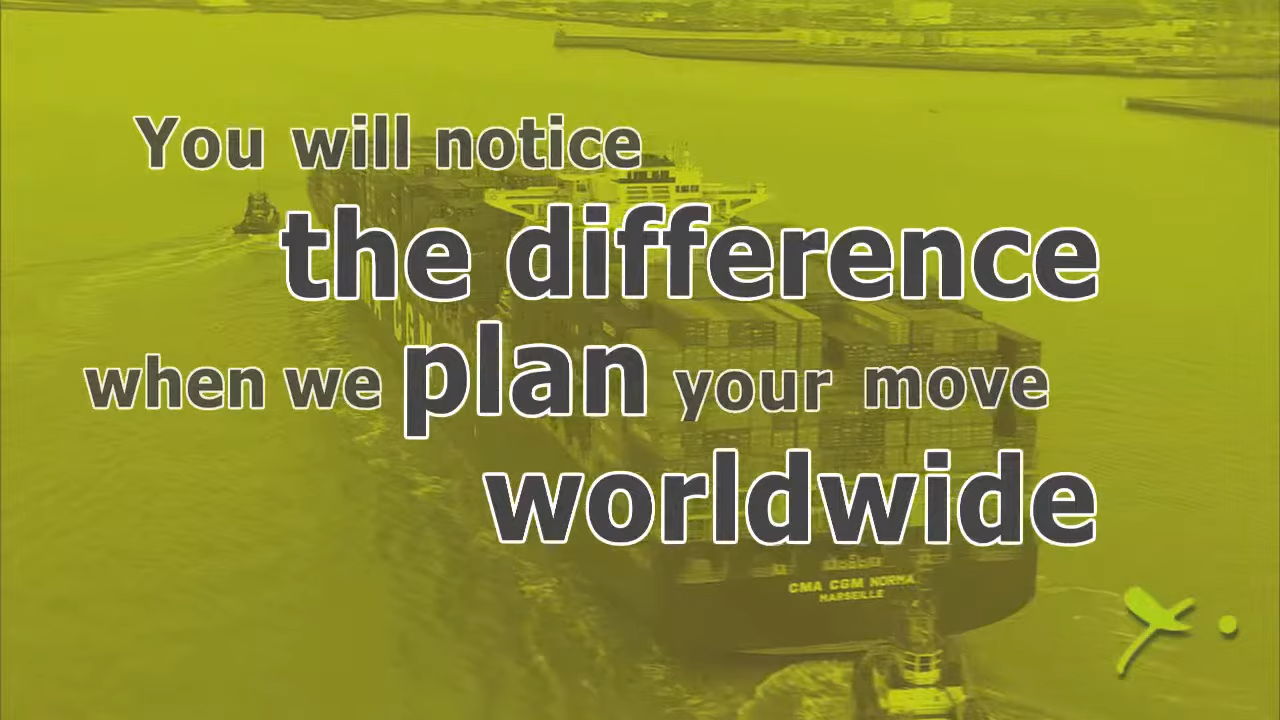 You will notice
the difference
when we plan your move
worldwide
CMA CGM NORMA
MARSEILLE